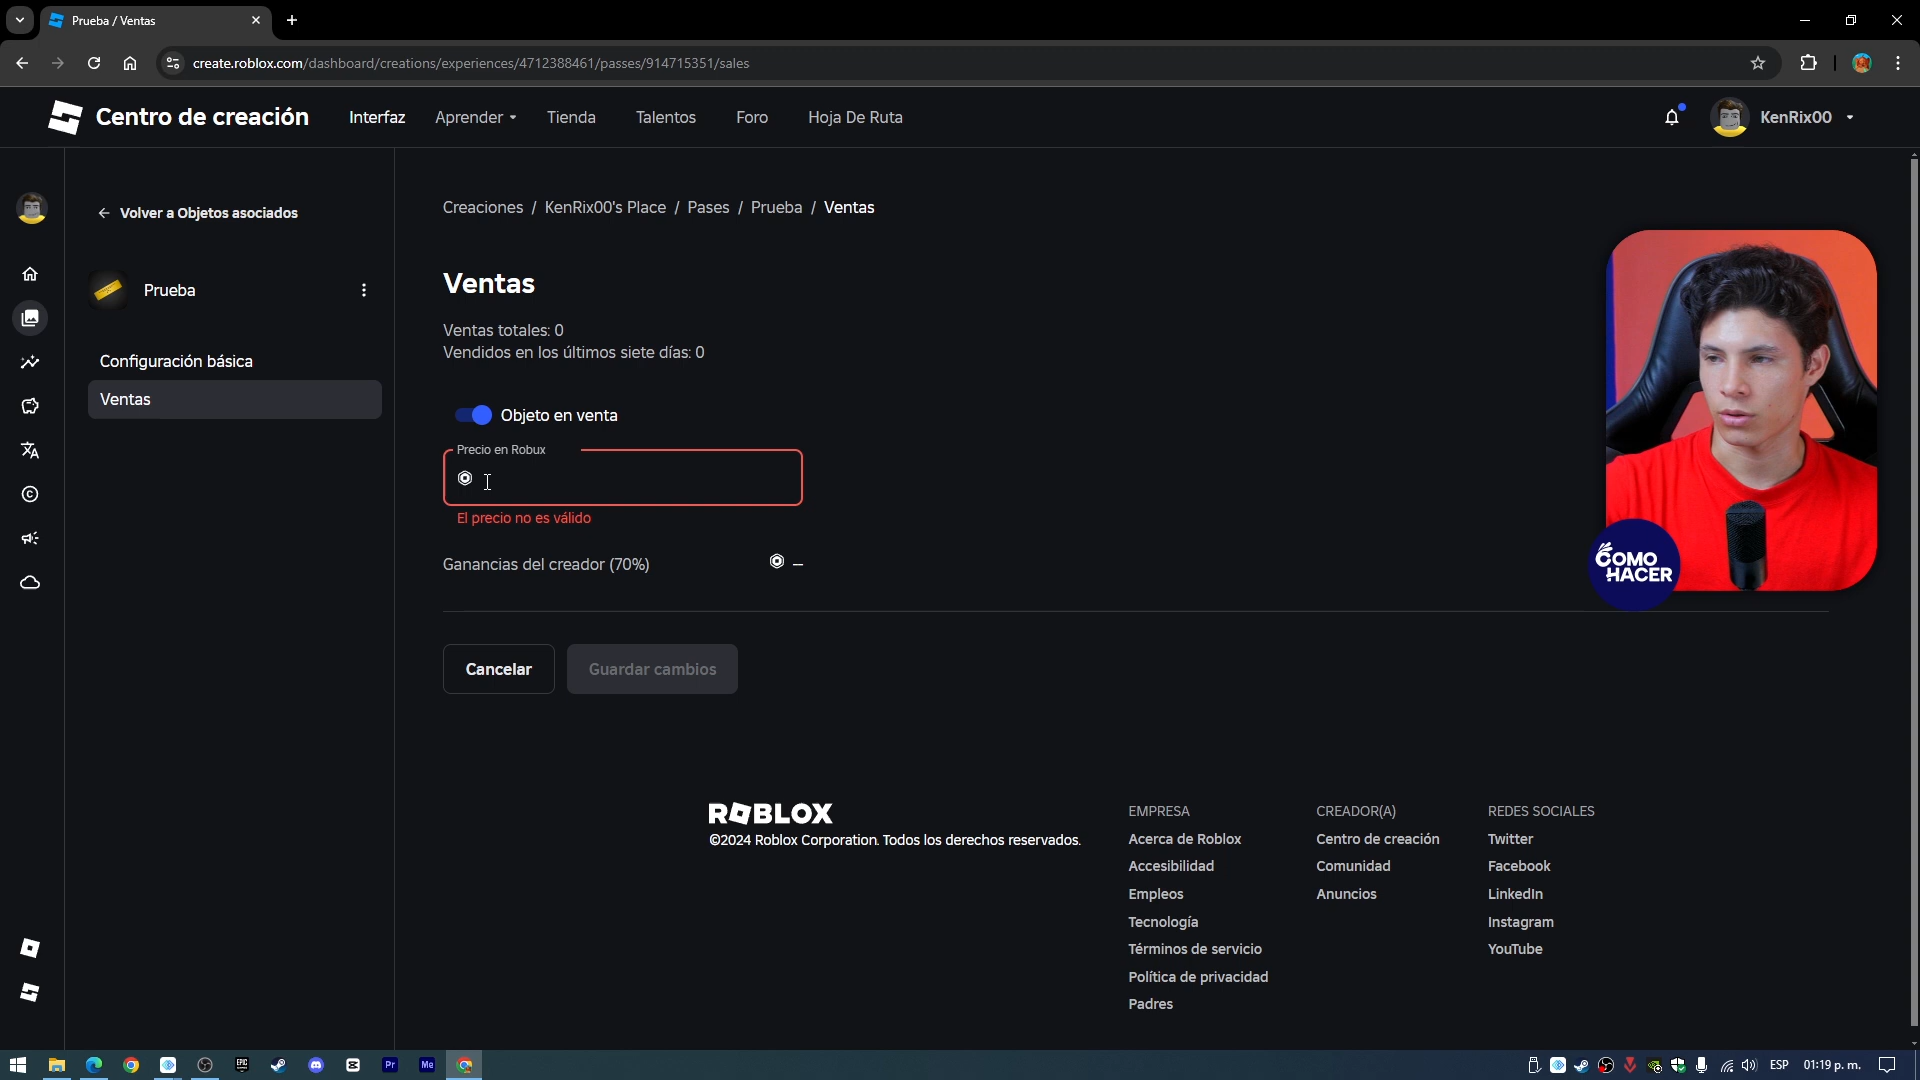 Prueba / Ventas
create.roblox.com/dashboard/creations/experiences/4712388461/passes/914715351/sales
Centro de creación
Interfaz
Aprender
Tienda
Talentos
Foro
Hoja De Ruta
KenRix00
Volver a Objetos asociados
Prueba
Configuración básica
Ventas
Creaciones / KenRix00's Place / Pases / Prueba / Ventas
Ventas
Ventas totales: 0
Vendidos en los últimos siete días: 0
Objeto en venta
Precio en Robux
El precio no es válido
Ganancias del creador (70%)
–
Cancelar
Guardar cambios
COMO
HACER
ROBLOX
©2024 Roblox Corporation. Todos los derechos reservados.
EMPRESA
Acerca de Roblox
Accesibilidad
Empleos
Tecnología
Términos de servicio
Política de privacidad
Padres
CREADOR(A)
Centro de creación
Comunidad
Anuncios
REDES SOCIALES
Twitter
Facebook
LinkedIn
Instagram
YouTube
EPIC
Pr
Me
ESP
01:19 p. m.